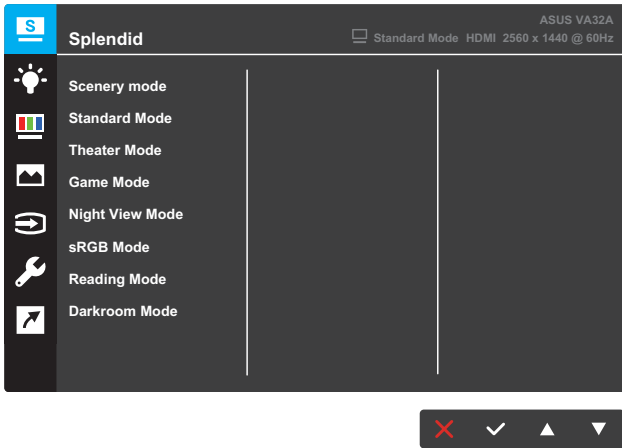 S
ASUS VA32A
Splendid
Standard Mode HDMI 2560 x 1440 @ 60Hz
Scenery mode
Standard Mode
Theater Mode
Game Mode
Night View Mode
sRGB Mode
Reading Mode
Darkroom Mode